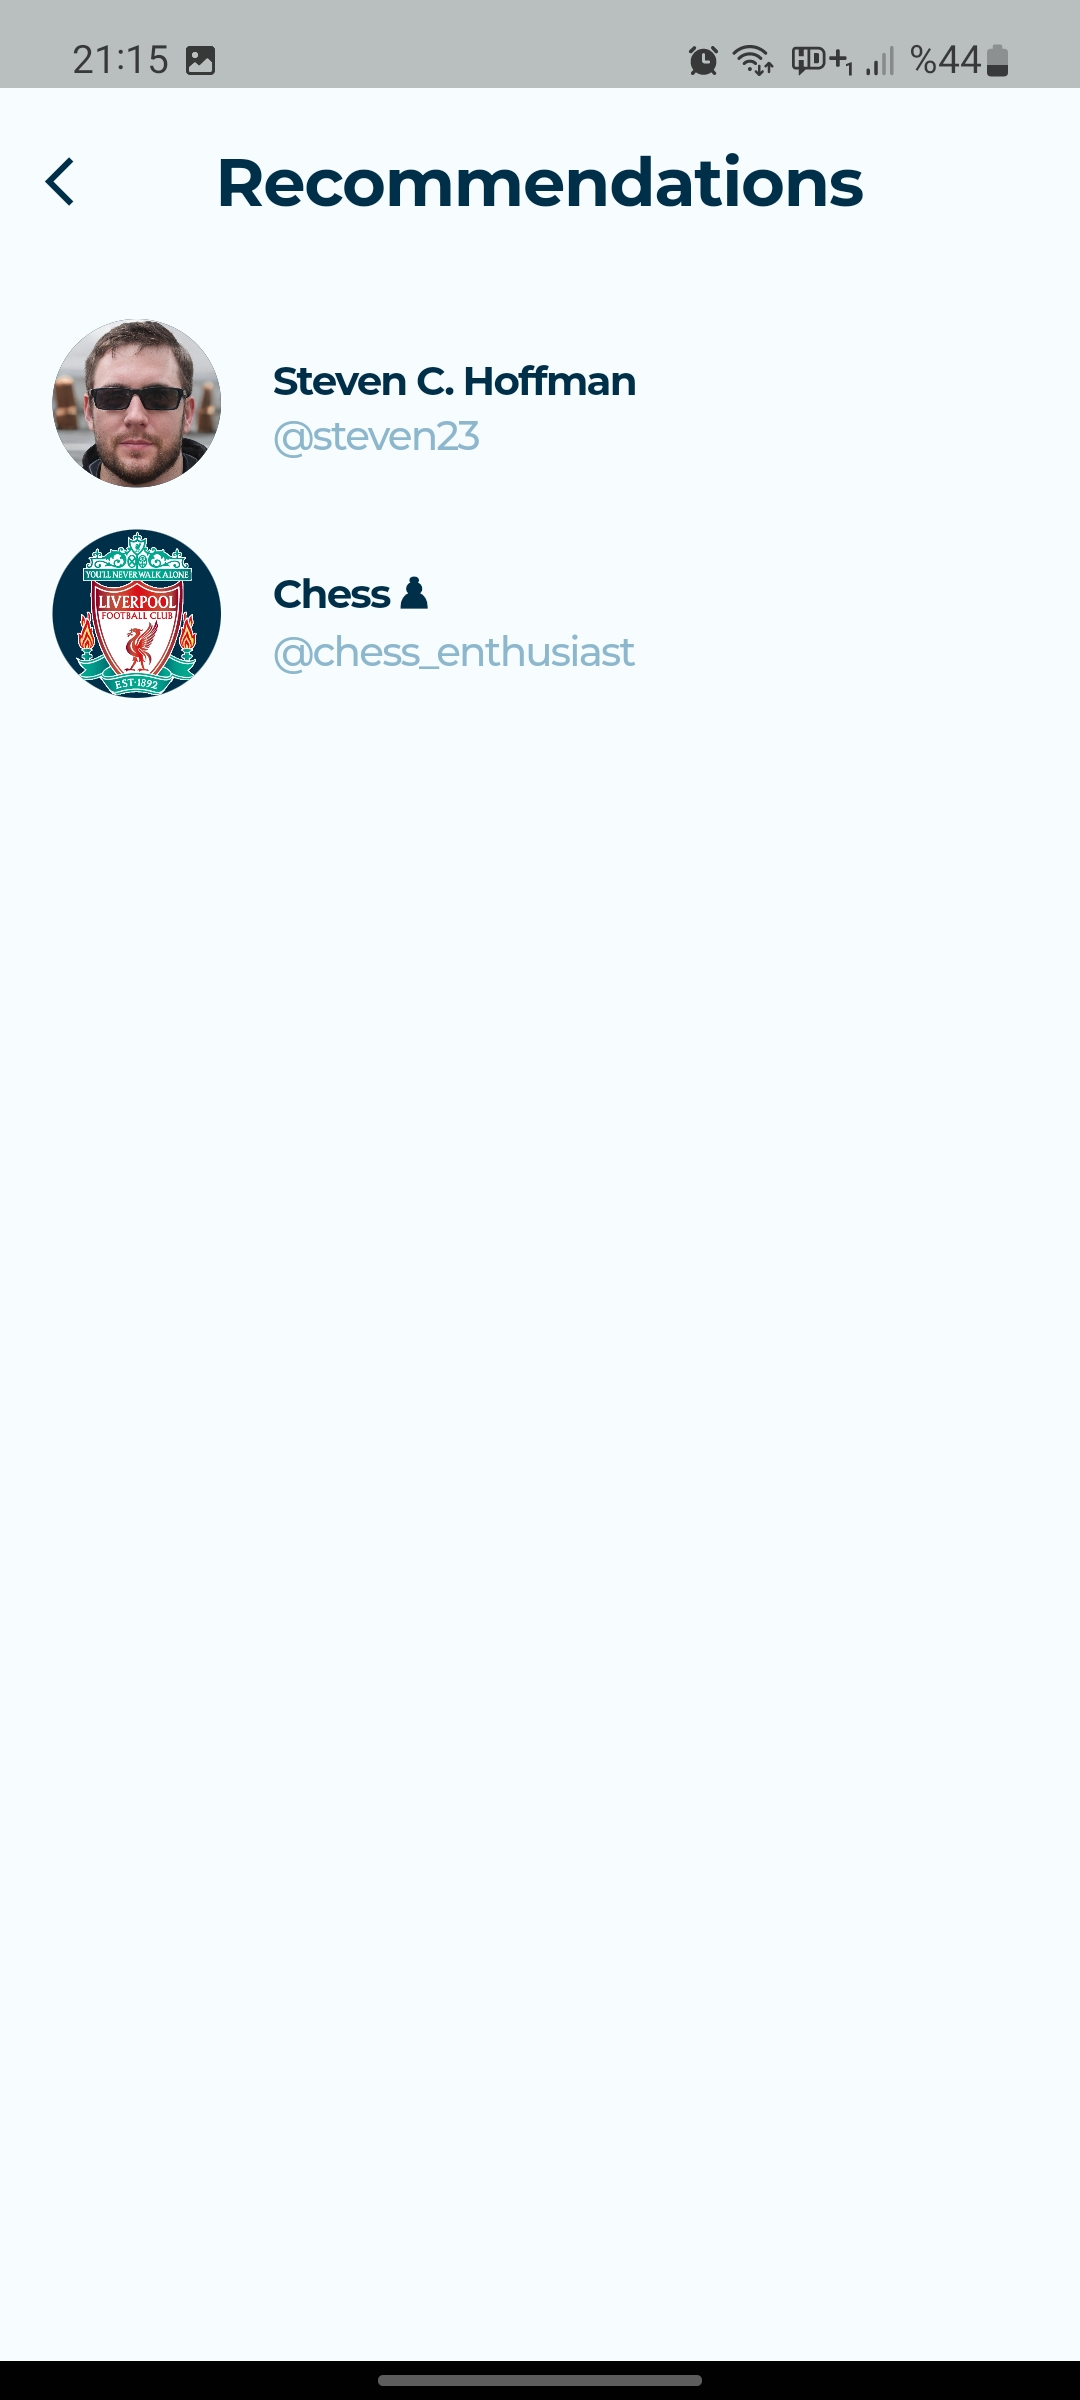 21:15 HD+1 %44
Recommendations
Steven C. Hoffman
@steven23
YOU'LL NEVER WALK ALONE
LIVERPOOL
FOOTBALL CLUB
EST·1892
Chess ♟
@chess_enthusiast